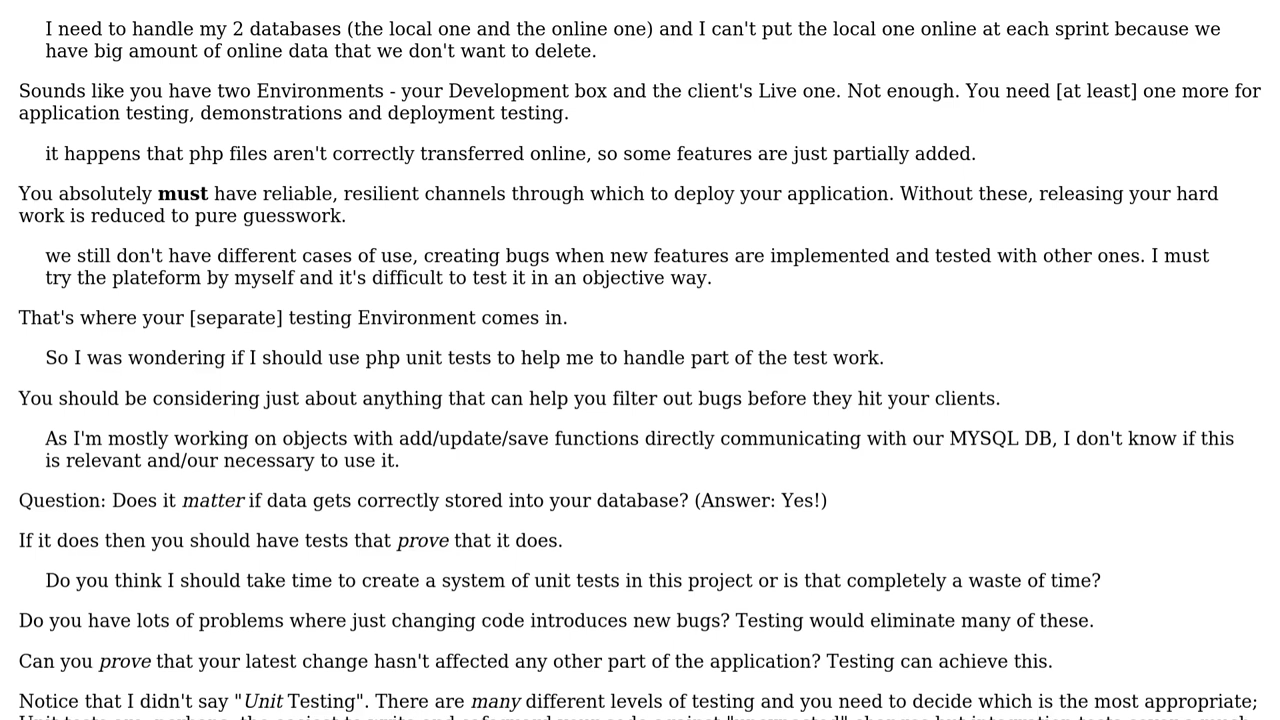 I need to handle my 2 databases (the local one and the online one) and I can't put the local one online at each sprint because we
have big amount of online data that we don't want to delete.
Sounds like you have two Environments - your Development box and the client's Live one. Not enough. You need [at least] one more for
application testing, demonstrations and deployment testing.
it happens that php files aren't correctly transferred online, so some features are just partially added.
You absolutely must have reliable, resilient channels through which to deploy your application. Without these, releasing your hard
work is reduced to pure guesswork.
we still don't have different cases of use, creating bugs when new features are implemented and tested with other ones. I must
try the plateform by myself and it's difficult to test it in an objective way.
That's where your [separate] testing Environment comes in.
So I was wondering if I should use php unit tests to help me to handle part of the test work.
You should be considering just about anything that can help you filter out bugs before they hit your clients.
As I'm mostly working on objects with add/update/save functions directly communicating with our MYSQL DB, I don't know if this
is relevant and/our necessary to use it.
Question: Does it matter if data gets correctly stored into your database? (Answer: Yes!)
If it does then you should have tests that prove that it does.
Do you think I should take time to create a system of unit tests in this project or is that completely a waste of time?
Do you have lots of problems where just changing code introduces new bugs? Testing would eliminate many of these.
Can you prove that your latest change hasn't affected any other part of the application? Testing can achieve this.
Notice that I didn't say "Unit Testing". There are many different levels of testing and you need to decide which is the most appropriate;